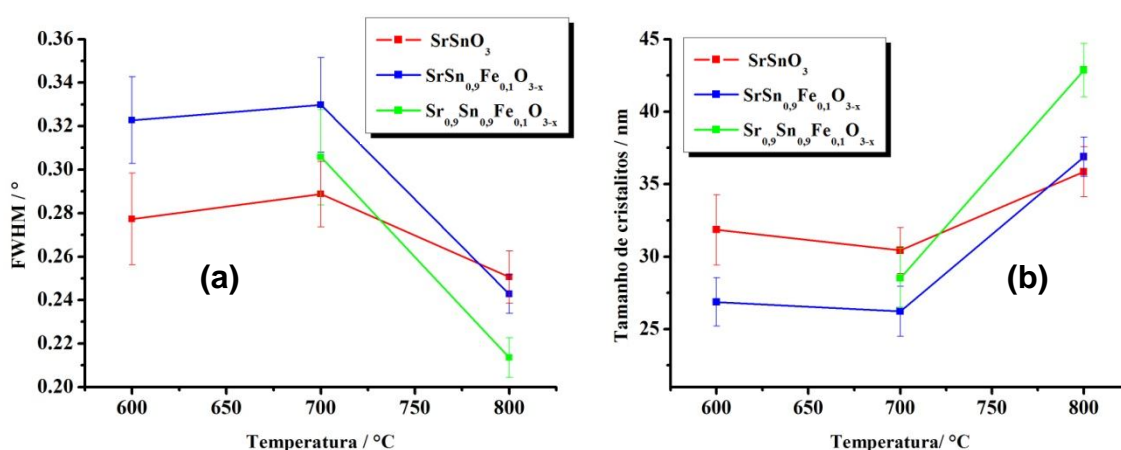 0.36
0.34
0.32
0.30
0.28
0.26
0.24
0.22
0.20
FWHM / °
600
650
700
750
800
Temperatura / °C
SrSnO₃
SrSn₀,₉Fe₀,₁O₃₋ₓ
Sr₀,₉Sn₀,₉Fe₀,₁O₃₋ₓ
(a)
45
40
35
30
25
Tamanho de cristalitos / nm
600
650
700
750
800
Temperatura/ °C
SrSnO₃
SrSn₀,₉Fe₀,₁O₃₋ₓ
Sr₀,₉Sn₀,₉Fe₀,₁O₃₋ₓ
(b)